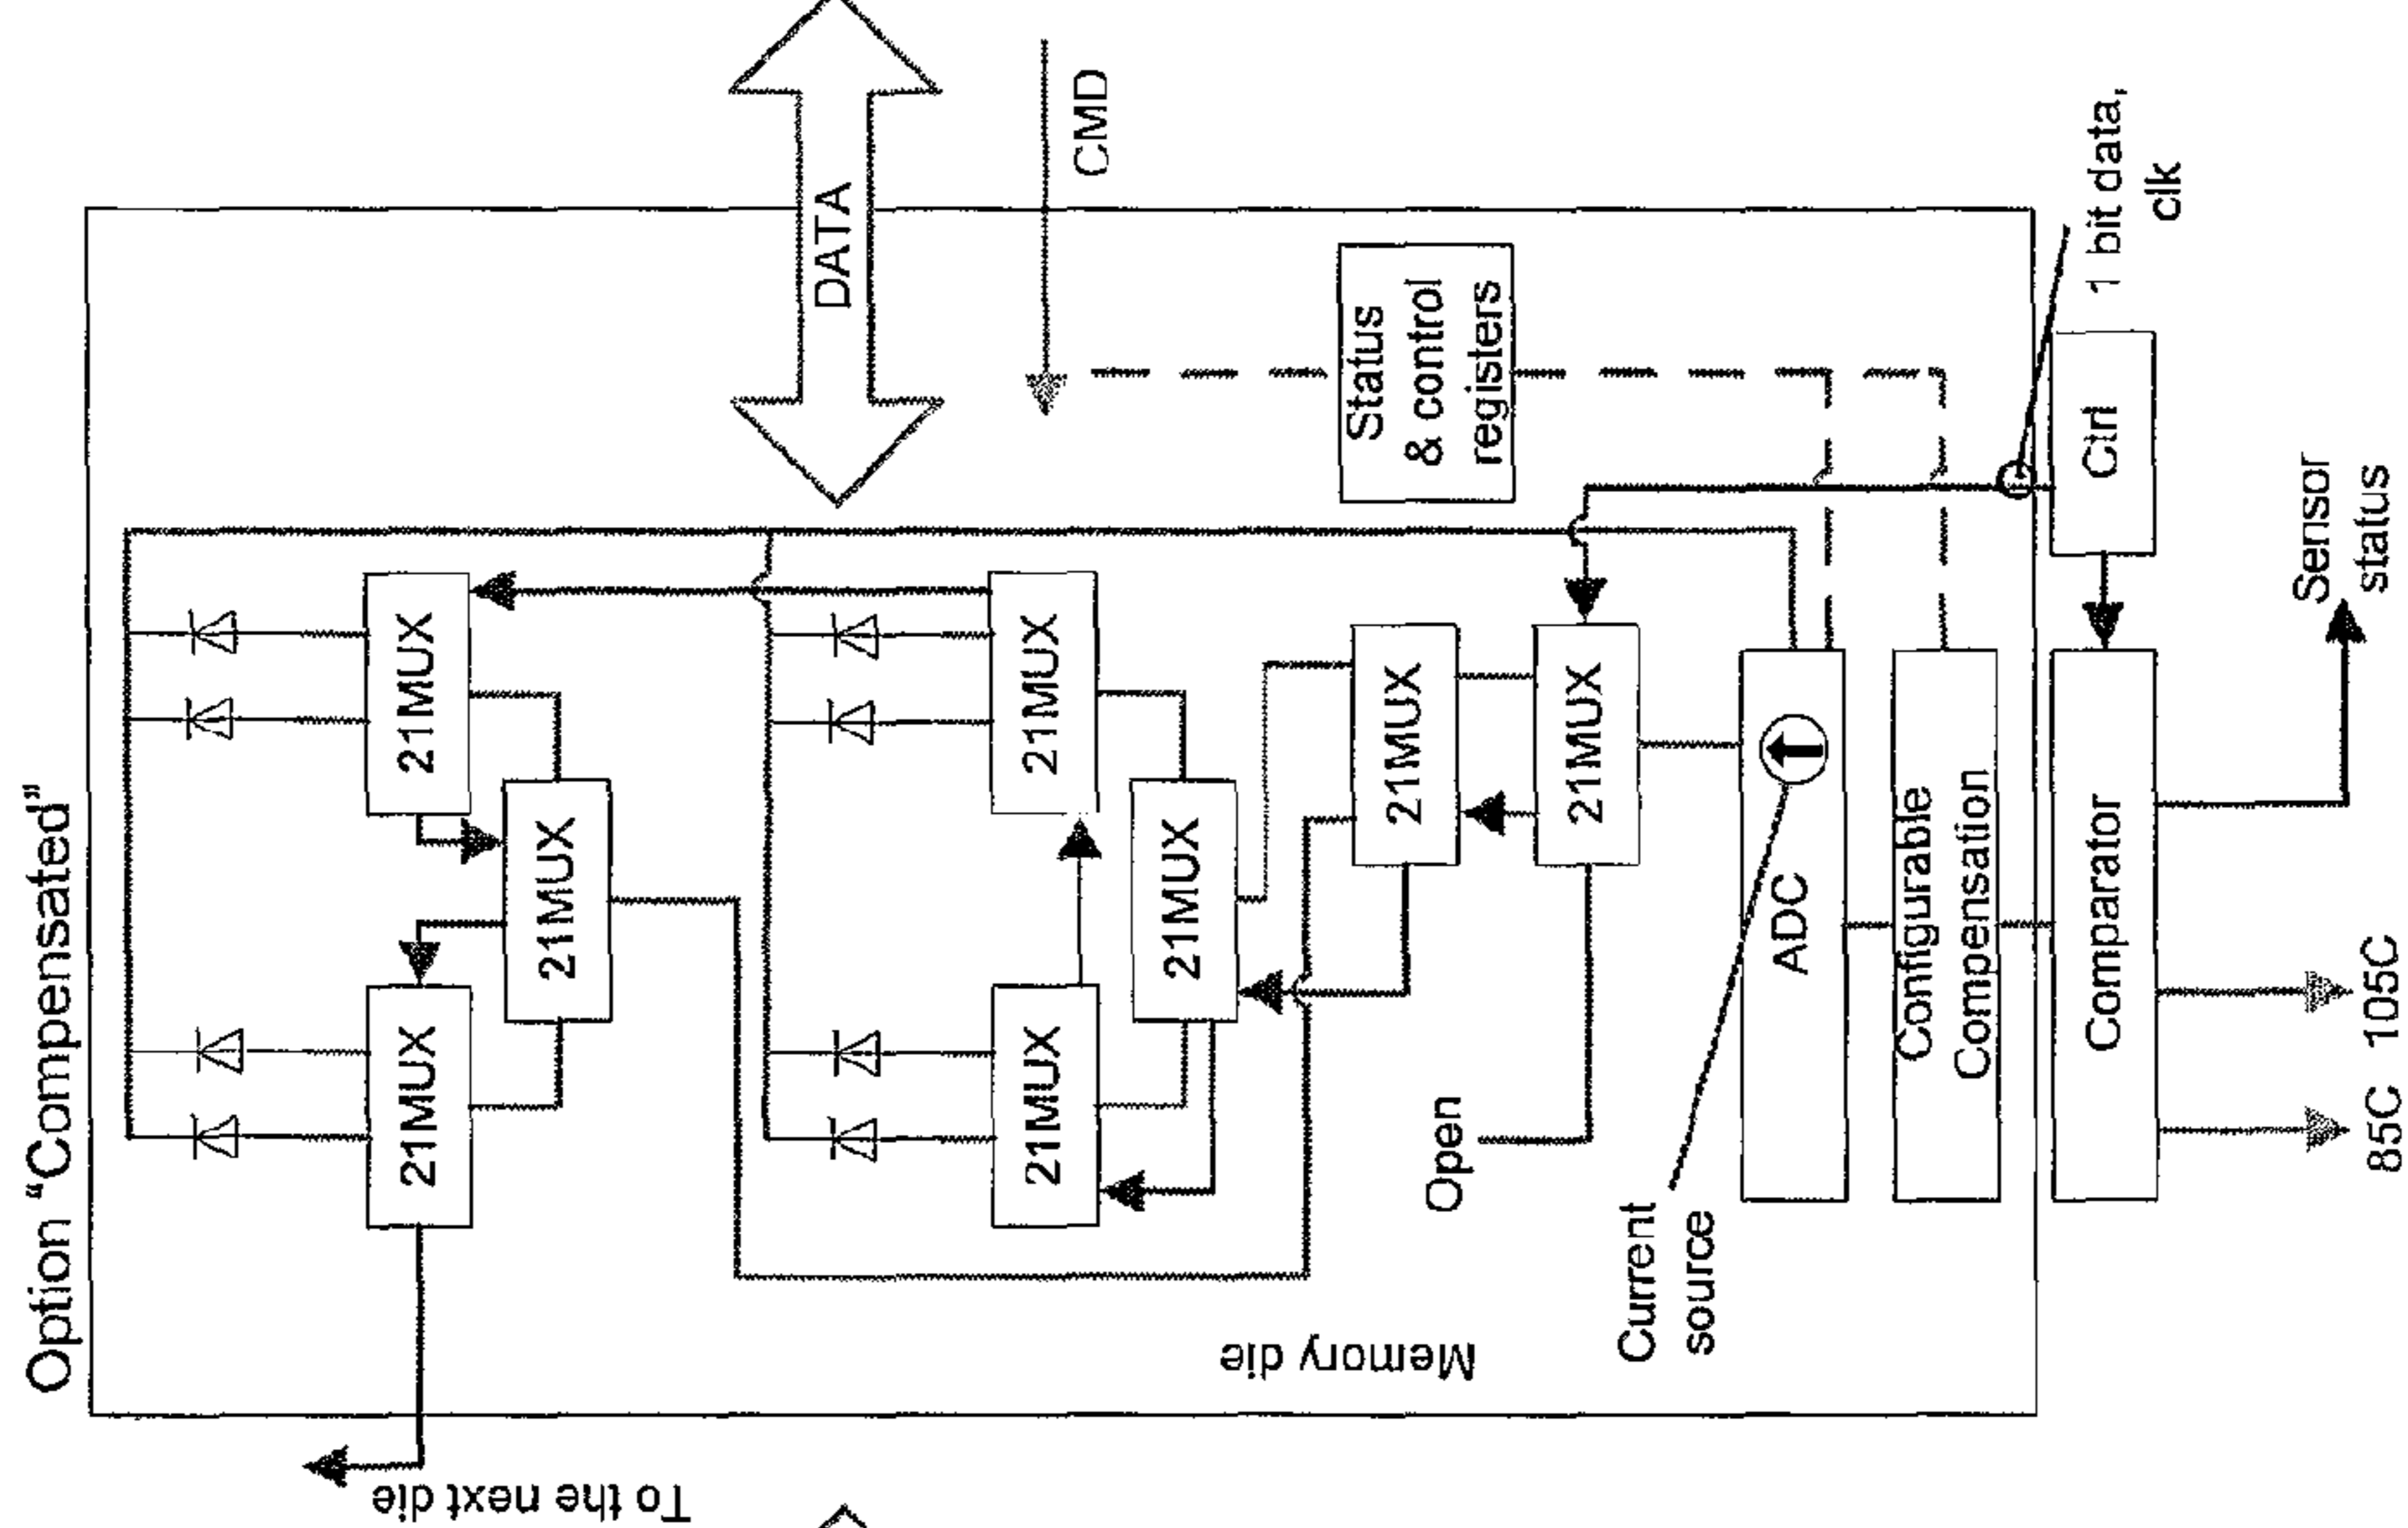 Option "Compensated"
To the next die
Memory die
21MUX
21MUX
21MUX
21MUX
21MUX
21MUX
21MUX
21MUX
Open
Current
source
ADC
Configurable
Compensation
Comparator
85C
105C
Sensor
status
Ctrl
1 bit data,
clk
Status
& control
registers
DATA
CMD